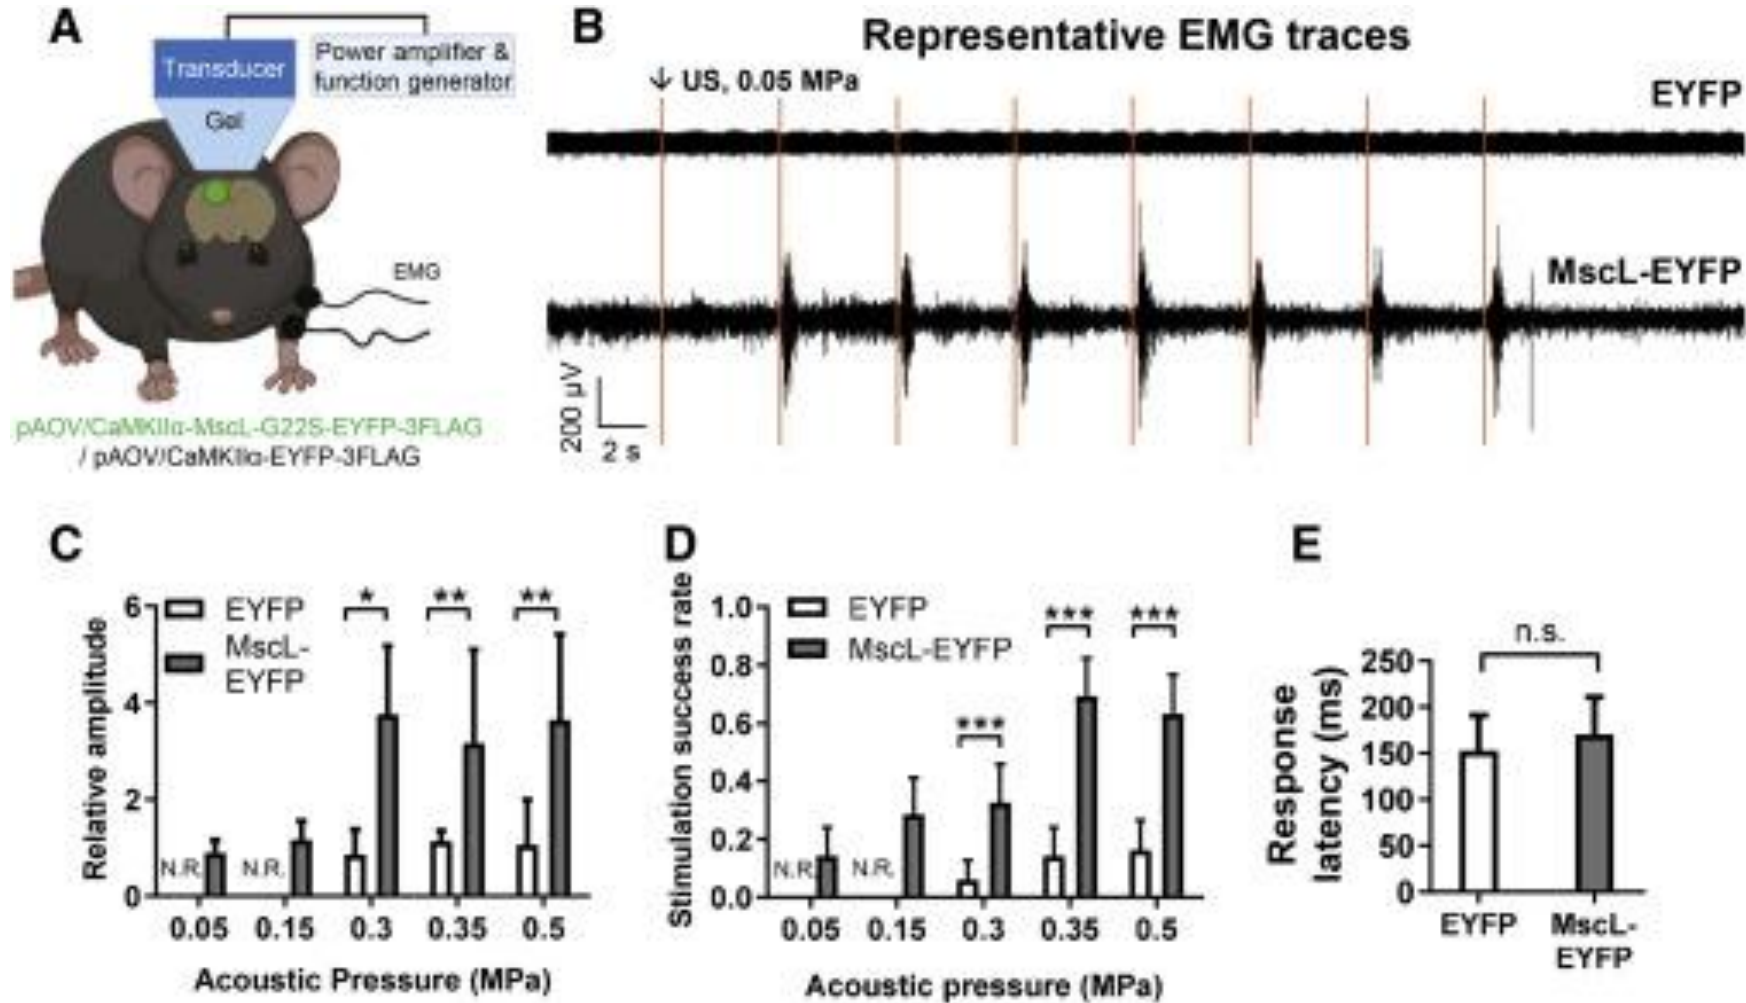 A
Transducer
Power amplifier &
function generator
Gel
EMG
pAOV/CaMKIIα-MscL-G22S-EYFP-3FLAG
/ pAOV/CaMKIIα-EYFP-3FLAG
B
Representative EMG traces
↓ US, 0.05 MPa
EYFP
MscL-EYFP
200 µV
2 s
C
Relative amplitude
6
4
2
0
EYFP
MscL-
EYFP
*
**
**
N.R.
N.R.
0.05 0.15 0.3 0.35 0.5
Acoustic Pressure (MPa)
D
Stimulation success rate
1.0
0.8
0.6
0.4
0.2
0.0
EYFP
MscL-EYFP
***
***
***
N.R.
N.R.
0.05 0.15 0.3 0.35 0.5
Acoustic pressure (MPa)
E
Response
latency (ms)
250
200
150
100
50
0
n.s.
EYFP
MscL-
EYFP